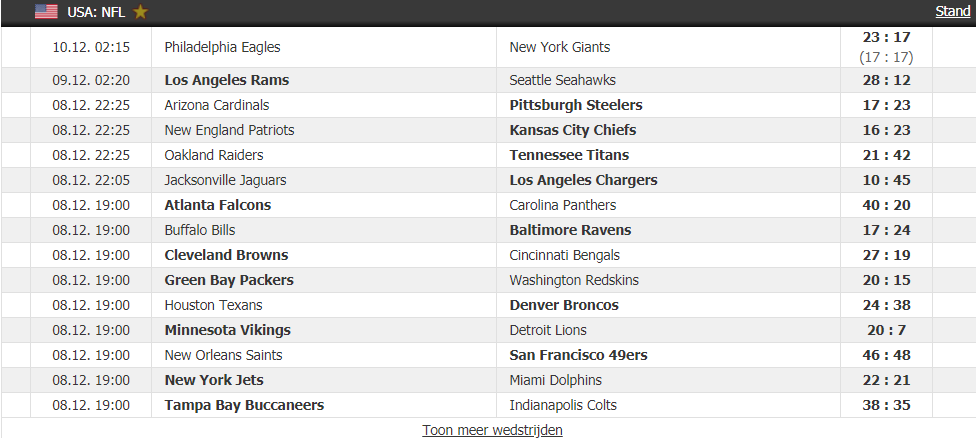 USA: NFL Stand
10.12. 02:15 Philadelphia Eagles New York Giants 23 : 17
(17 : 17)
09.12. 02:20 Los Angeles Rams Seattle Seahawks 28 : 12
08.12. 22:25 Arizona Cardinals Pittsburgh Steelers 17 : 23
08.12. 22:25 New England Patriots Kansas City Chiefs 16 : 23
08.12. 22:25 Oakland Raiders Tennessee Titans 21 : 42
08.12. 22:05 Jacksonville Jaguars Los Angeles Chargers 10 : 45
08.12. 19:00 Atlanta Falcons Carolina Panthers 40 : 20
08.12. 19:00 Buffalo Bills Baltimore Ravens 17 : 24
08.12. 19:00 Cleveland Browns Cincinnati Bengals 27 : 19
08.12. 19:00 Green Bay Packers Washington Redskins 20 : 15
08.12. 19:00 Houston Texans Denver Broncos 24 : 38
08.12. 19:00 Minnesota Vikings Detroit Lions 20 : 7
08.12. 19:00 New Orleans Saints San Francisco 49ers 46 : 48
08.12. 19:00 New York Jets Miami Dolphins 22 : 21
08.12. 19:00 Tampa Bay Buccaneers Indianapolis Colts 38 : 35
Toon meer wedstrijden